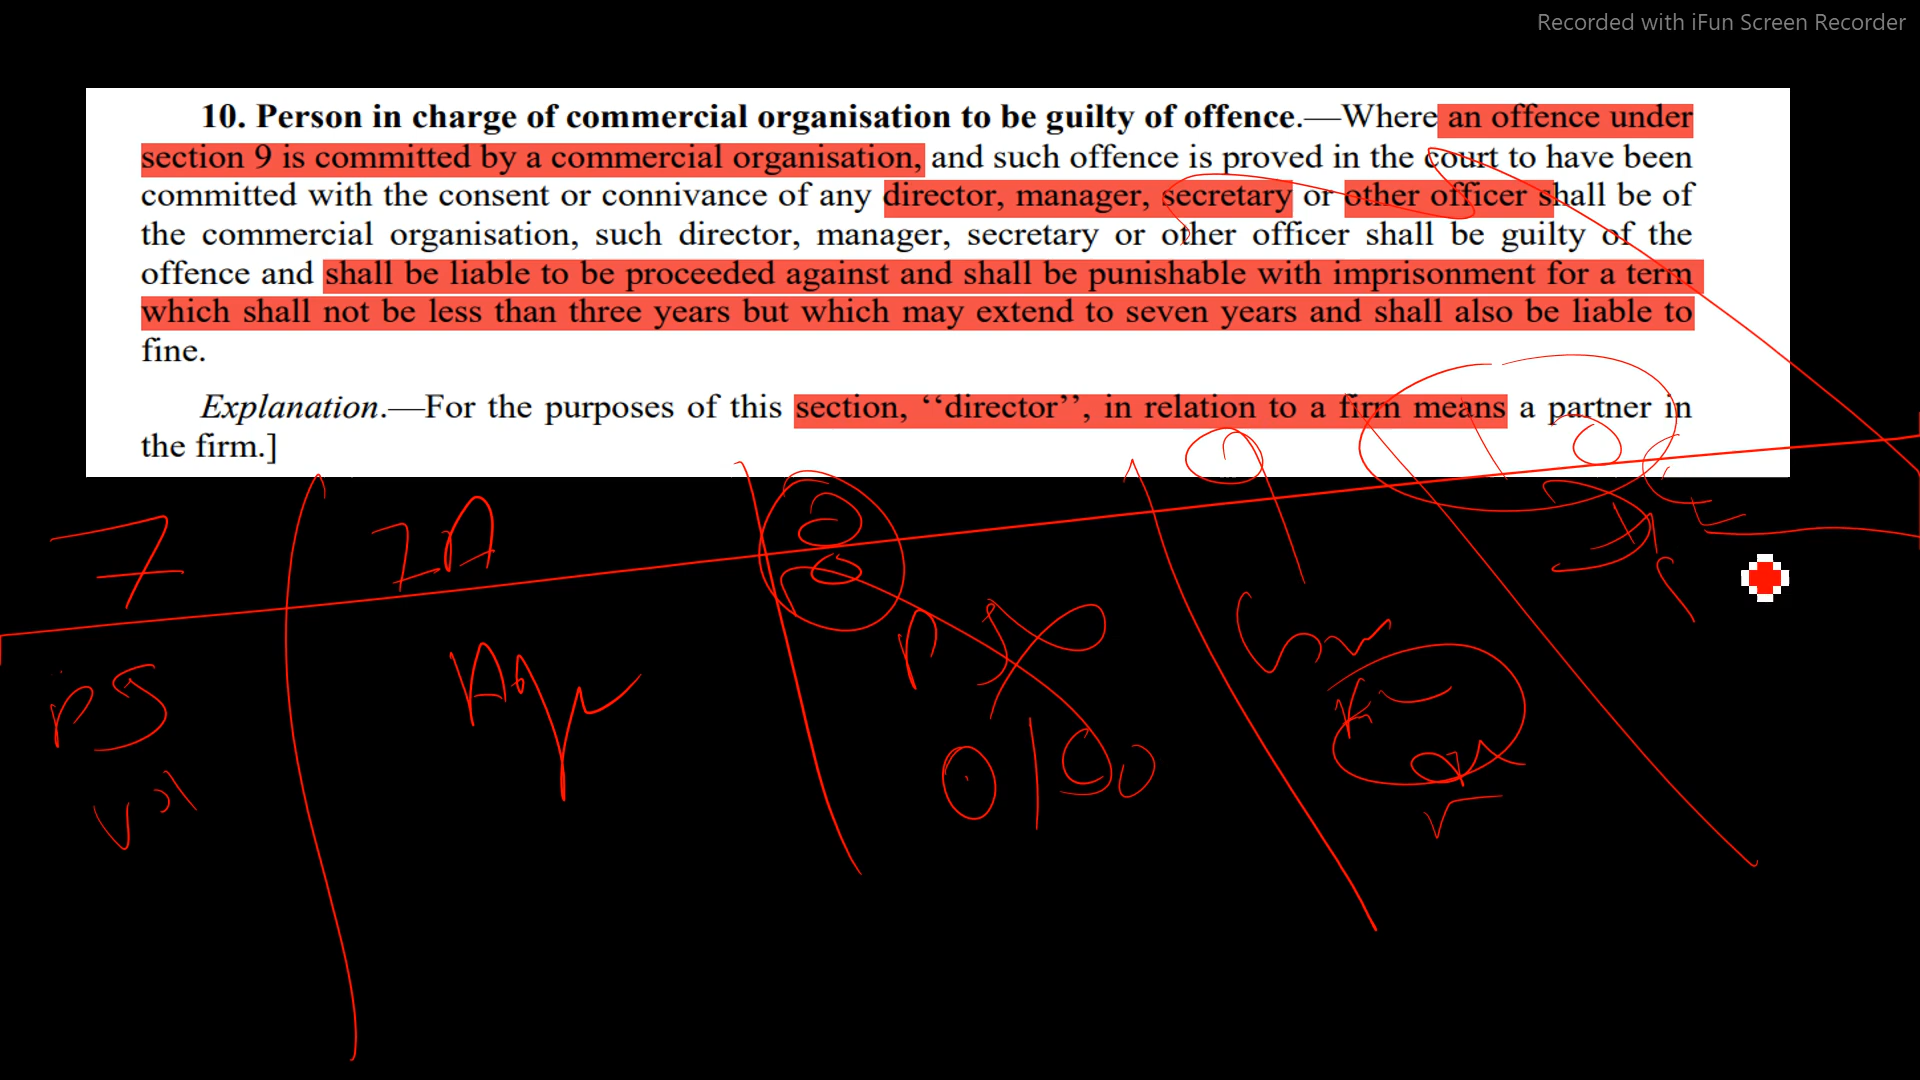 Recorded with iFun Screen Recorder
10. Person in charge of commercial organisation to be guilty of offence.—Where an offence under
section 9 is committed by a commercial organisation, and such offence is proved in the court to have been
committed with the consent or connivance of any director, manager, secretary or other officer shall be of
the commercial organisation, such director, manager, secretary or other officer shall be guilty of the
offence and shall be liable to be proceeded against and shall be punishable with imprisonment for a term
which shall not be less than three years but which may extend to seven years and shall also be liable to
fine.
Explanation.—For the purposes of this section, ‘‘director’’, in relation to a firm means a partner in
the firm.]
7
7A
8
9
10
PS